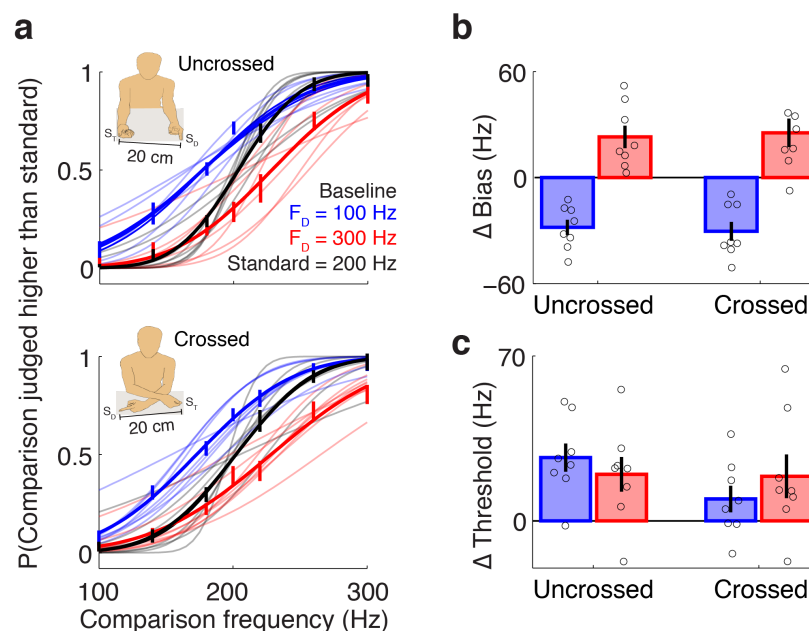 a
P(Comparison judged higher than standard)
Uncrossed
S_T
S_D
20 cm
1
0.5
0
Baseline
F_D = 100 Hz
F_D = 300 Hz
Standard = 200 Hz
Crossed
S_D
S_T
20 cm
1
0.5
0
100
200
300
Comparison frequency (Hz)
b
Δ Bias (Hz)
60
0
−60
Uncrossed
Crossed
c
Δ Threshold (Hz)
70
0
Uncrossed
Crossed